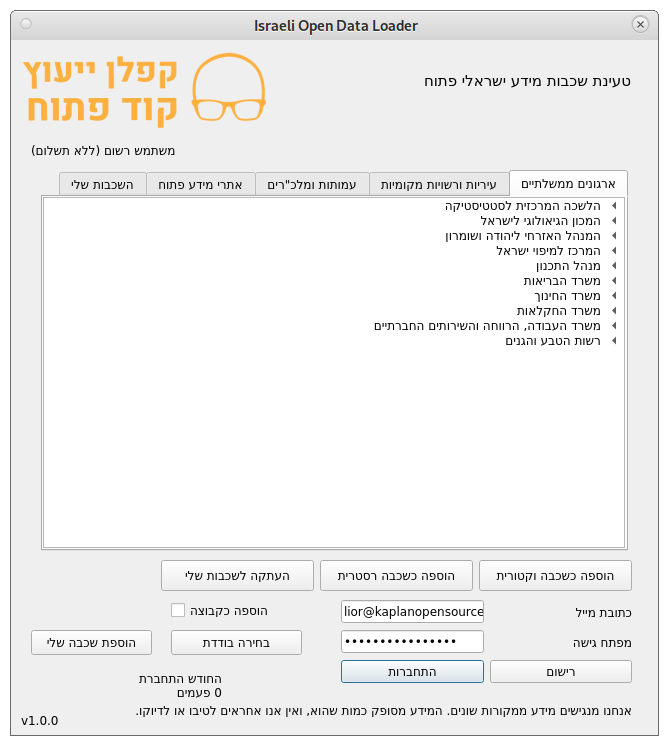 Israeli Open Data Loader
קפלן ייעוץ
קוד פתוח
טעינת שכבות מידע ישראלי פתוח
משתמש רשום (ללא תשלום)
ארגונים ממשלתיים
עיריות ורשויות מקומיות
עמותות ומלכ"רים
אתרי מידע פתוח
השכבות שלי
הלשכה המרכזית לסטטיסטיקה
המכון הגיאולוגי לישראל
המנהל האזרחי ליהודה ושומרון
המרכז למיפוי ישראל
מנהל התכנון
משרד הבריאות
משרד החינוך
משרד החקלאות
משרד העבודה, הרווחה והשירותים החברתיים
רשות הטבע והגנים
הוספה כשכבה וקטורית
הוספה כשכבה רסטרית
העתקה לשכבות שלי
כתובת מייל
lior@kaplanopensource
הוספה כקבוצה
מפתח גישה
••••••••••••••••
בחירה בודדת
הוספת שכבה שלי
רישום
התחברות
החודש התחברת
0 פעמים
אנחנו מנגישים מידע ממקורות שונים. המידע מסופק כמות שהוא, ואין אנו אחראים לטיבו או לדיוקו.
v1.0.0